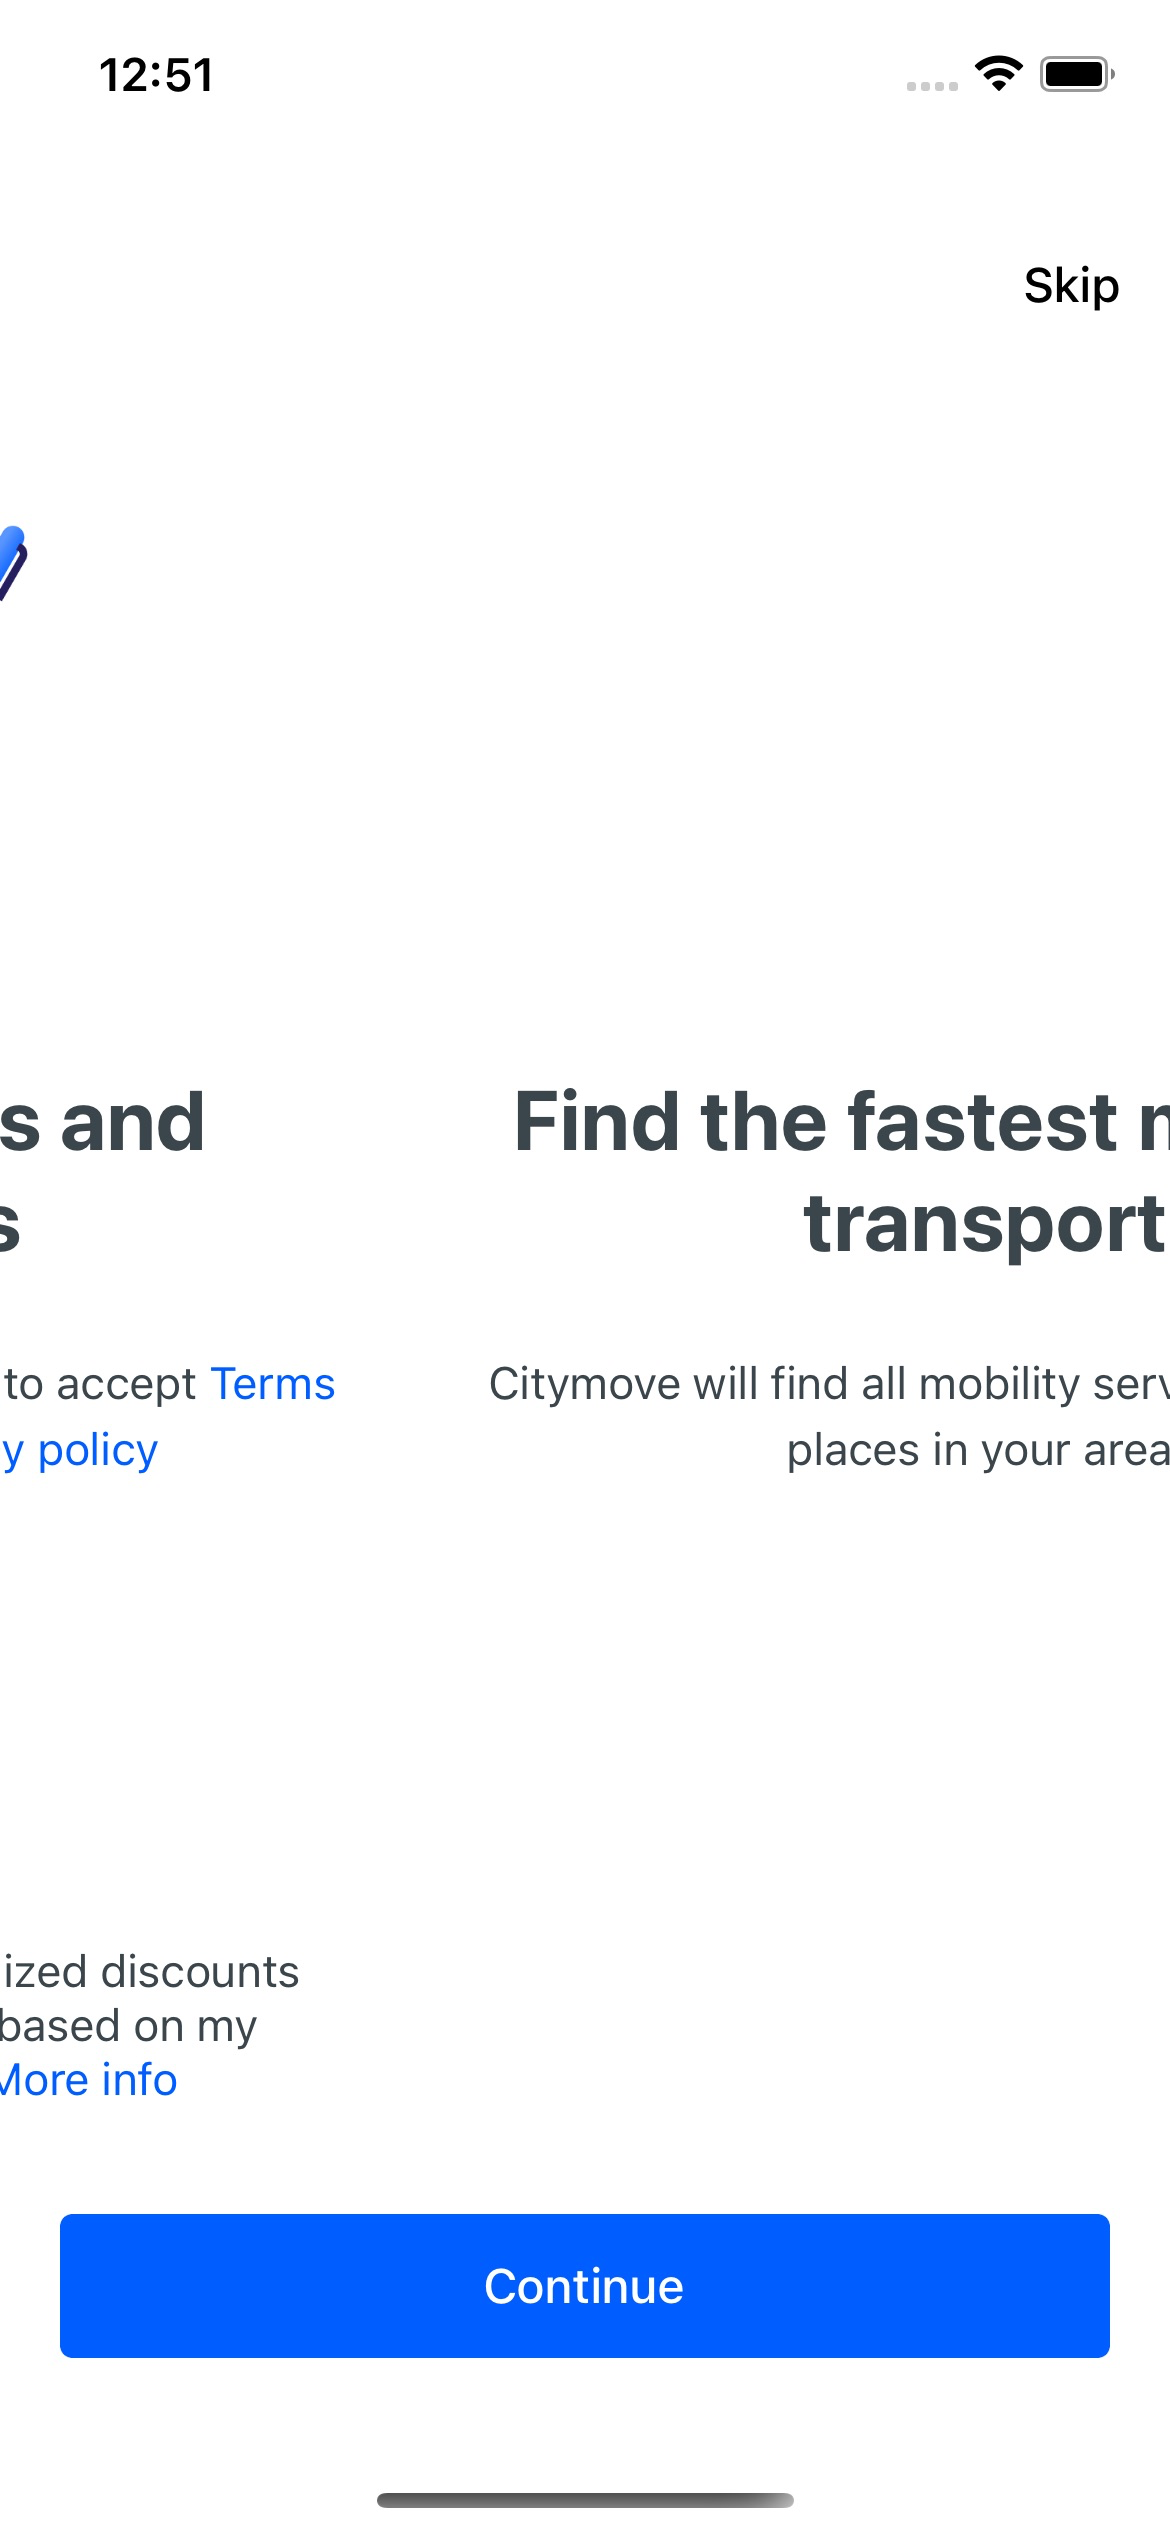 12:51
Skip
s and
s
to accept Terms
y policy
Find the fastest
transport
Citymove will find all mobility serv
places in your area
ized discounts
based on my
More info
Continue